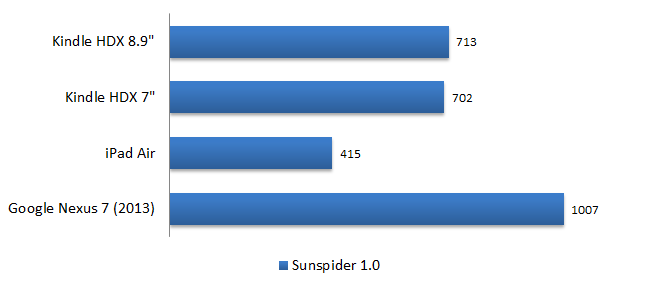 Kindle HDX 8.9"
713
Kindle HDX 7"
702
iPad Air
415
Google Nexus 7 (2013)
1007
Sunspider 1.0